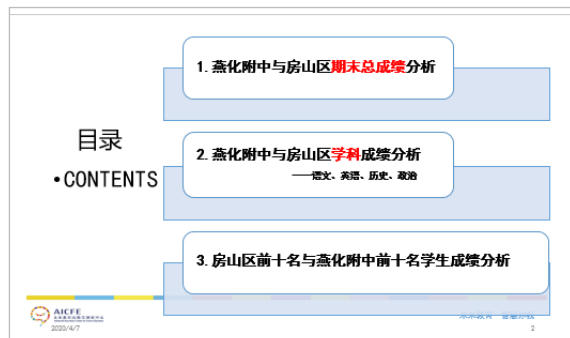 1. 燕化附中与房山区期末总成绩分析
目录
•CONTENTS
2. 燕化附中与房山区学科成绩分析
——语文、英语、历史、政治
3. 房山区前十名与燕化附中前十名学生成绩分析
AICFE
2020/4/7
2